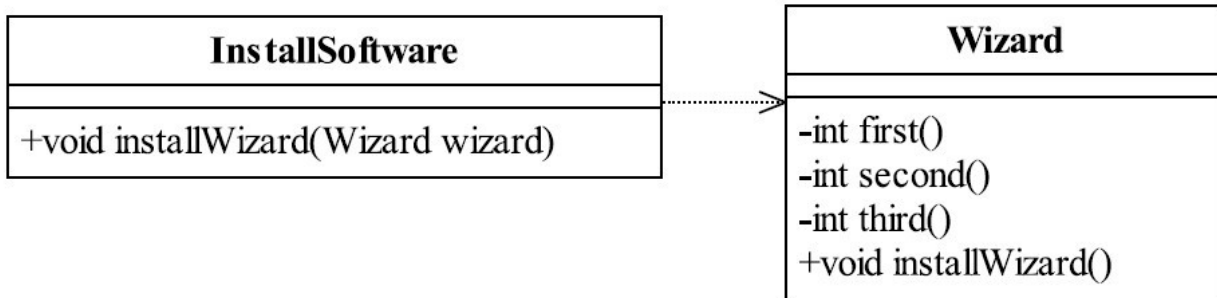 InstallSoftware
+void installWizard(Wizard wizard)
Wizard
-int first()
-int second()
-int third()
+void installWizard()